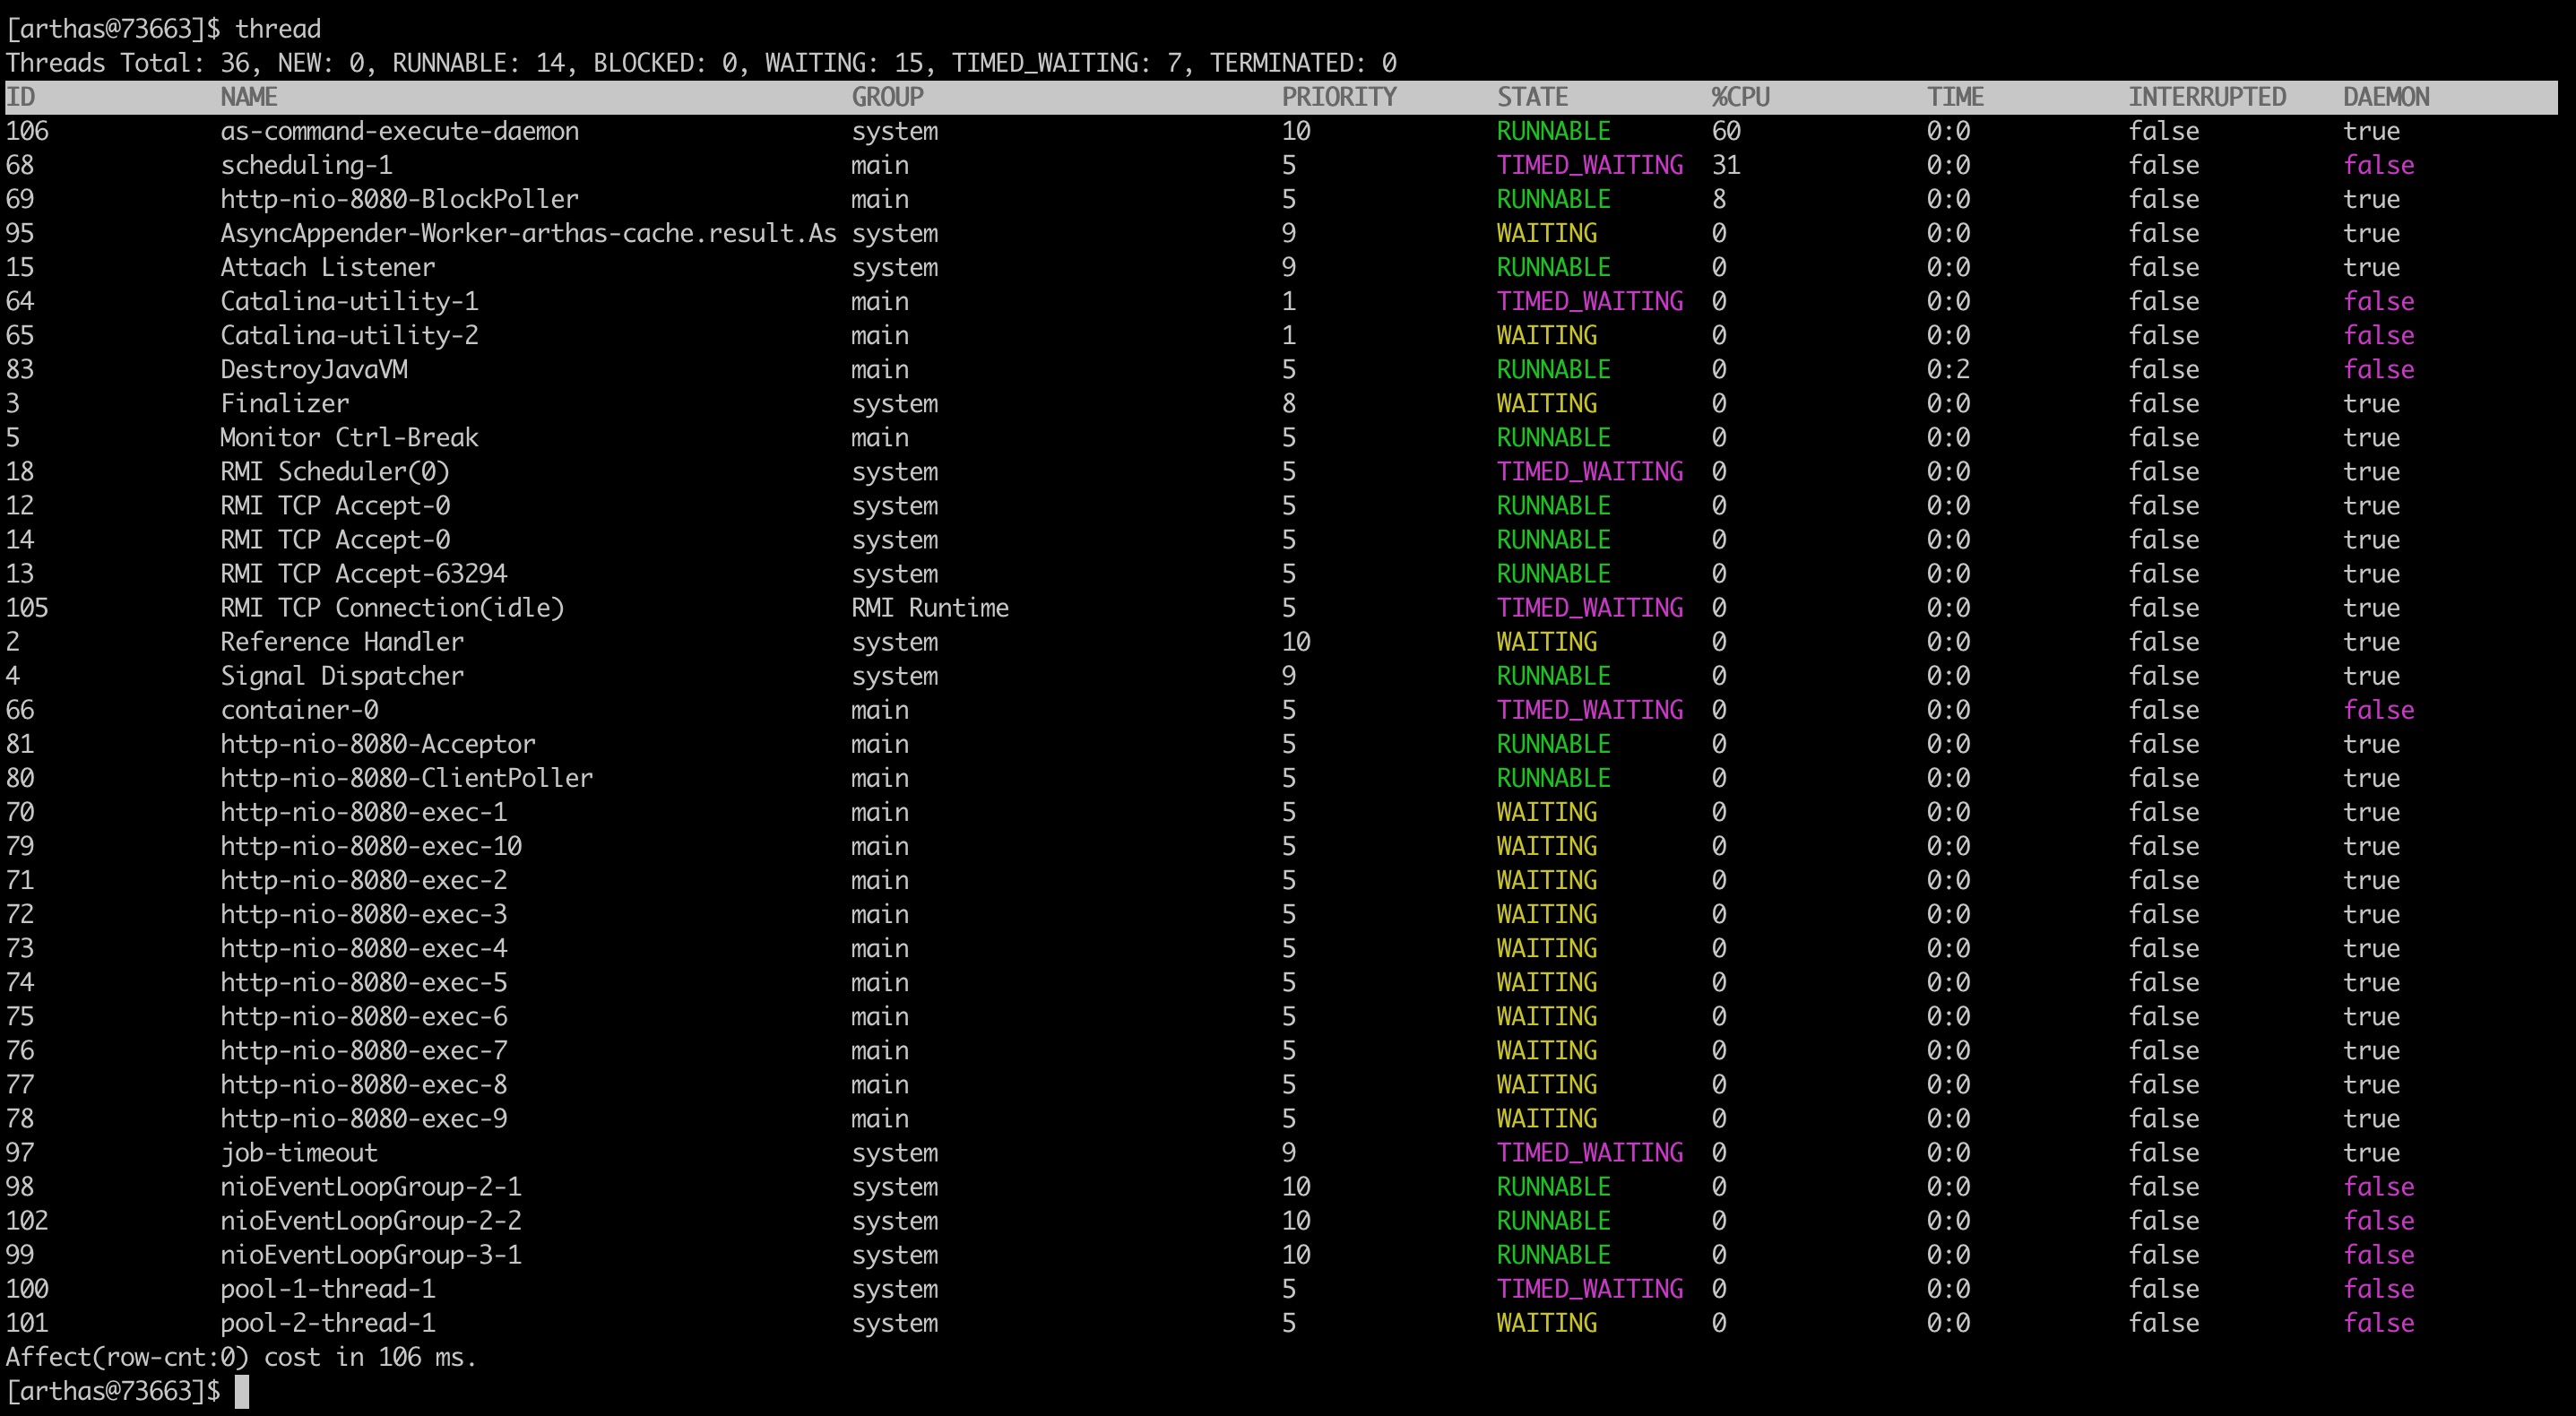 [arthas@73663]$ thread
Threads Total: 36, NEW: 0, RUNNABLE: 14, BLOCKED: 0, WAITING: 15, TIMED_WAITING: 7, TERMINATED: 0
ID NAME GROUP PRIORITY STATE %CPU TIME INTERRUPTED DAEMON
106 as-command-execute-daemon system 10 RUNNABLE 60 0:0 false true
68 scheduling-1 main 5 TIMED_WAITING 31 0:0 false false
69 http-nio-8080-BlockPoller main 5 RUNNABLE 8 0:0 false true
95 AsyncAppender-Worker-arthas-cache.result.As system 9 WAITING 0 0:0 false true
15 Attach Listener system 9 RUNNABLE 0 0:0 false true
64 Catalina-utility-1 main 1 TIMED_WAITING 0 0:0 false false
65 Catalina-utility-2 main 1 WAITING 0 0:0 false false
83 DestroyJavaVM main 5 RUNNABLE 0 0:2 false false
3 Finalizer system 8 WAITING 0 0:0 false true
5 Monitor Ctrl-Break main 5 RUNNABLE 0 0:0 false true
18 RMI Scheduler(0) system 5 TIMED_WAITING 0 0:0 false true
12 RMI TCP Accept-0 system 5 RUNNABLE 0 0:0 false true
14 RMI TCP Accept-0 system 5 RUNNABLE 0 0:0 false true
13 RMI TCP Accept-63294 system 5 RUNNABLE 0 0:0 false true
105 RMI TCP Connection(idle) RMI Runtime 5 TIMED_WAITING 0 0:0 false true
2 Reference Handler system 10 WAITING 0 0:0 false true
4 Signal Dispatcher system 9 RUNNABLE 0 0:0 false true
66 container-0 main 5 TIMED_WAITING 0 0:0 false false
81 http-nio-8080-Acceptor main 5 RUNNABLE 0 0:0 false true
80 http-nio-8080-ClientPoller main 5 RUNNABLE 0 0:0 false true
70 http-nio-8080-exec-1 main 5 WAITING 0 0:0 false true
79 http-nio-8080-exec-10 main 5 WAITING 0 0:0 false true
71 http-nio-8080-exec-2 main 5 WAITING 0 0:0 false true
72 http-nio-8080-exec-3 main 5 WAITING 0 0:0 false true
73 http-nio-8080-exec-4 main 5 WAITING 0 0:0 false true
74 http-nio-8080-exec-5 main 5 WAITING 0 0:0 false true
75 http-nio-8080-exec-6 main 5 WAITING 0 0:0 false true
76 http-nio-8080-exec-7 main 5 WAITING 0 0:0 false true
77 http-nio-8080-exec-8 main 5 WAITING 0 0:0 false true
78 http-nio-8080-exec-9 main 5 WAITING 0 0:0 false true
97 job-timeout system 9 TIMED_WAITING 0 0:0 false true
98 nioEventLoopGroup-2-1 system 10 RUNNABLE 0 0:0 false false
102 nioEventLoopGroup-2-2 system 10 RUNNABLE 0 0:0 false false
99 nioEventLoopGroup-3-1 system 10 RUNNABLE 0 0:0 false false
100 pool-1-thread-1 system 5 TIMED_WAITING 0 0:0 false false
101 pool-2-thread-1 system 5 WAITING 0 0:0 false false
Affect(row-cnt:0) cost in 106 ms.
[arthas@73663]$